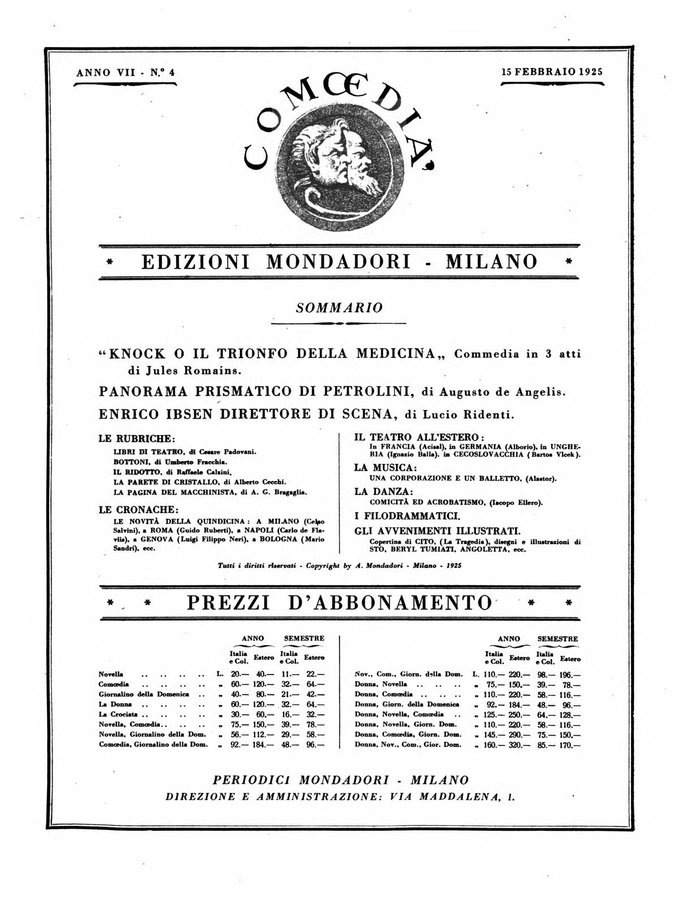 ANNO VII - N.º 4
15 FEBBRAIO 1925
COMŒDIA
* EDIZIONI MONDADORI - MILANO *
SOMMARIO
“KNOCK O IL TRIONFO DELLA MEDICINA„ Commedia in 3 atti
di Jules Romains.
PANORAMA PRISMATICO DI PETROLINI, di Augusto de Angelis.
ENRICO IBSEN DIRETTORE DI SCENA, di Lucio Ridenti.
LE RUBRICHE:
LIBRI DI TEATRO, di Cesare Padovani.
BOTTONI, di Umberto Fracchia.
IL RIDOTTO, di Raffaele Calzini.
LA PARETE DI CRISTALLO, di Alberto Cecchi.
LA PAGINA DEL MACCHINISTA, di A. G. Bragaglia.
LE CRONACHE:
LE NOVITÀ DELLA QUINDICINA: A MILANO (Celso
Salvini), a ROMA (Guido Ruberti), a NAPOLI (Carlo de Fla-
viis), a GENOVA (Luigi Filippo Neri), a BOLOGNA (Mario
Sandri), ecc.
IL TEATRO ALL'ESTERO:
In FRANCIA (Acisal), in GERMANIA (Alborio), in UNGHE-
RIA (Ignazio Balla). in CECOSLOVACCHIA (Bartos Vlcek).
LA MUSICA:
UNA CORPORAZIONE E UN BALLETTO, (Alastor).
LA DANZA:
COMICITÀ ED ACROBATISMO, (Iacopo Ellero).
I FILODRAMMATICI.
GLI AVVENIMENTI ILLUSTRATI.
Copertina di CITO, (La Tragedia), disegni e illustrazioni di
STO, BERYL TUMIATI, ANGOLETTA, ecc.
Tutti i diritti riservati - Copyright by A. Mondadori - Milano - 1925
* * PREZZI D'ABBONAMENTO * *
ANNO SEMESTRE
Italia e Col. Estero Italia e Col. Estero
Novella .. .. .. .. L. 20.— 40.— 11.— 22.—
Comœdia .. .. .. .. „ 60.— 120.— 32.— 64.—
Giornalino della Domenica .. „ 40.— 80.— 21.— 42.—
La Donna .. .. .. .. „ 60.— 120.— 32.— 64.—
La Crociata .. .. .. .. „ 30.— 60.— 16.— 32.—
Novella, Comœdia .. .. .. „ 75.— 150.— 39.— 78.—
Novella, Giornalino della Dom. „ 56.— 112.— 29.— 58.—
Comœdia, Giornalino della Dom. „ 92.— 184.— 48.— 96.—
ANNO SEMESTRE
Italia e Col. Estero Italia e Col. Estero
Nov., Com., Giorn. della Dom. L. 110.— 220.— 98.— 196.—
Donna, Novella .. .. .. „ 75.— 150.— 39.— 78.—
Donna, Comœdia .. .. .. „ 110.— 220.— 58.— 116.—
Donna, Giorn. della Domenica „ 92.— 184.— 48.— 96.—
Donna, Novella, Comœdia .. „ 125.— 250.— 64.— 128.—
Donna, Novella, Giorn. Dom. „ 110.— 220.— 58.— 116.—
Donna, Comœdia, Giorn. Dom. „ 145.— 290.— 75.— 150.—
Donna, Nov., Com., Gior. Dom. „ 160.— 320.— 85.— 170.—
PERIODICI MONDADORI - MILANO
DIREZIONE E AMMINISTRAZIONE: VIA MADDALENA, 1.